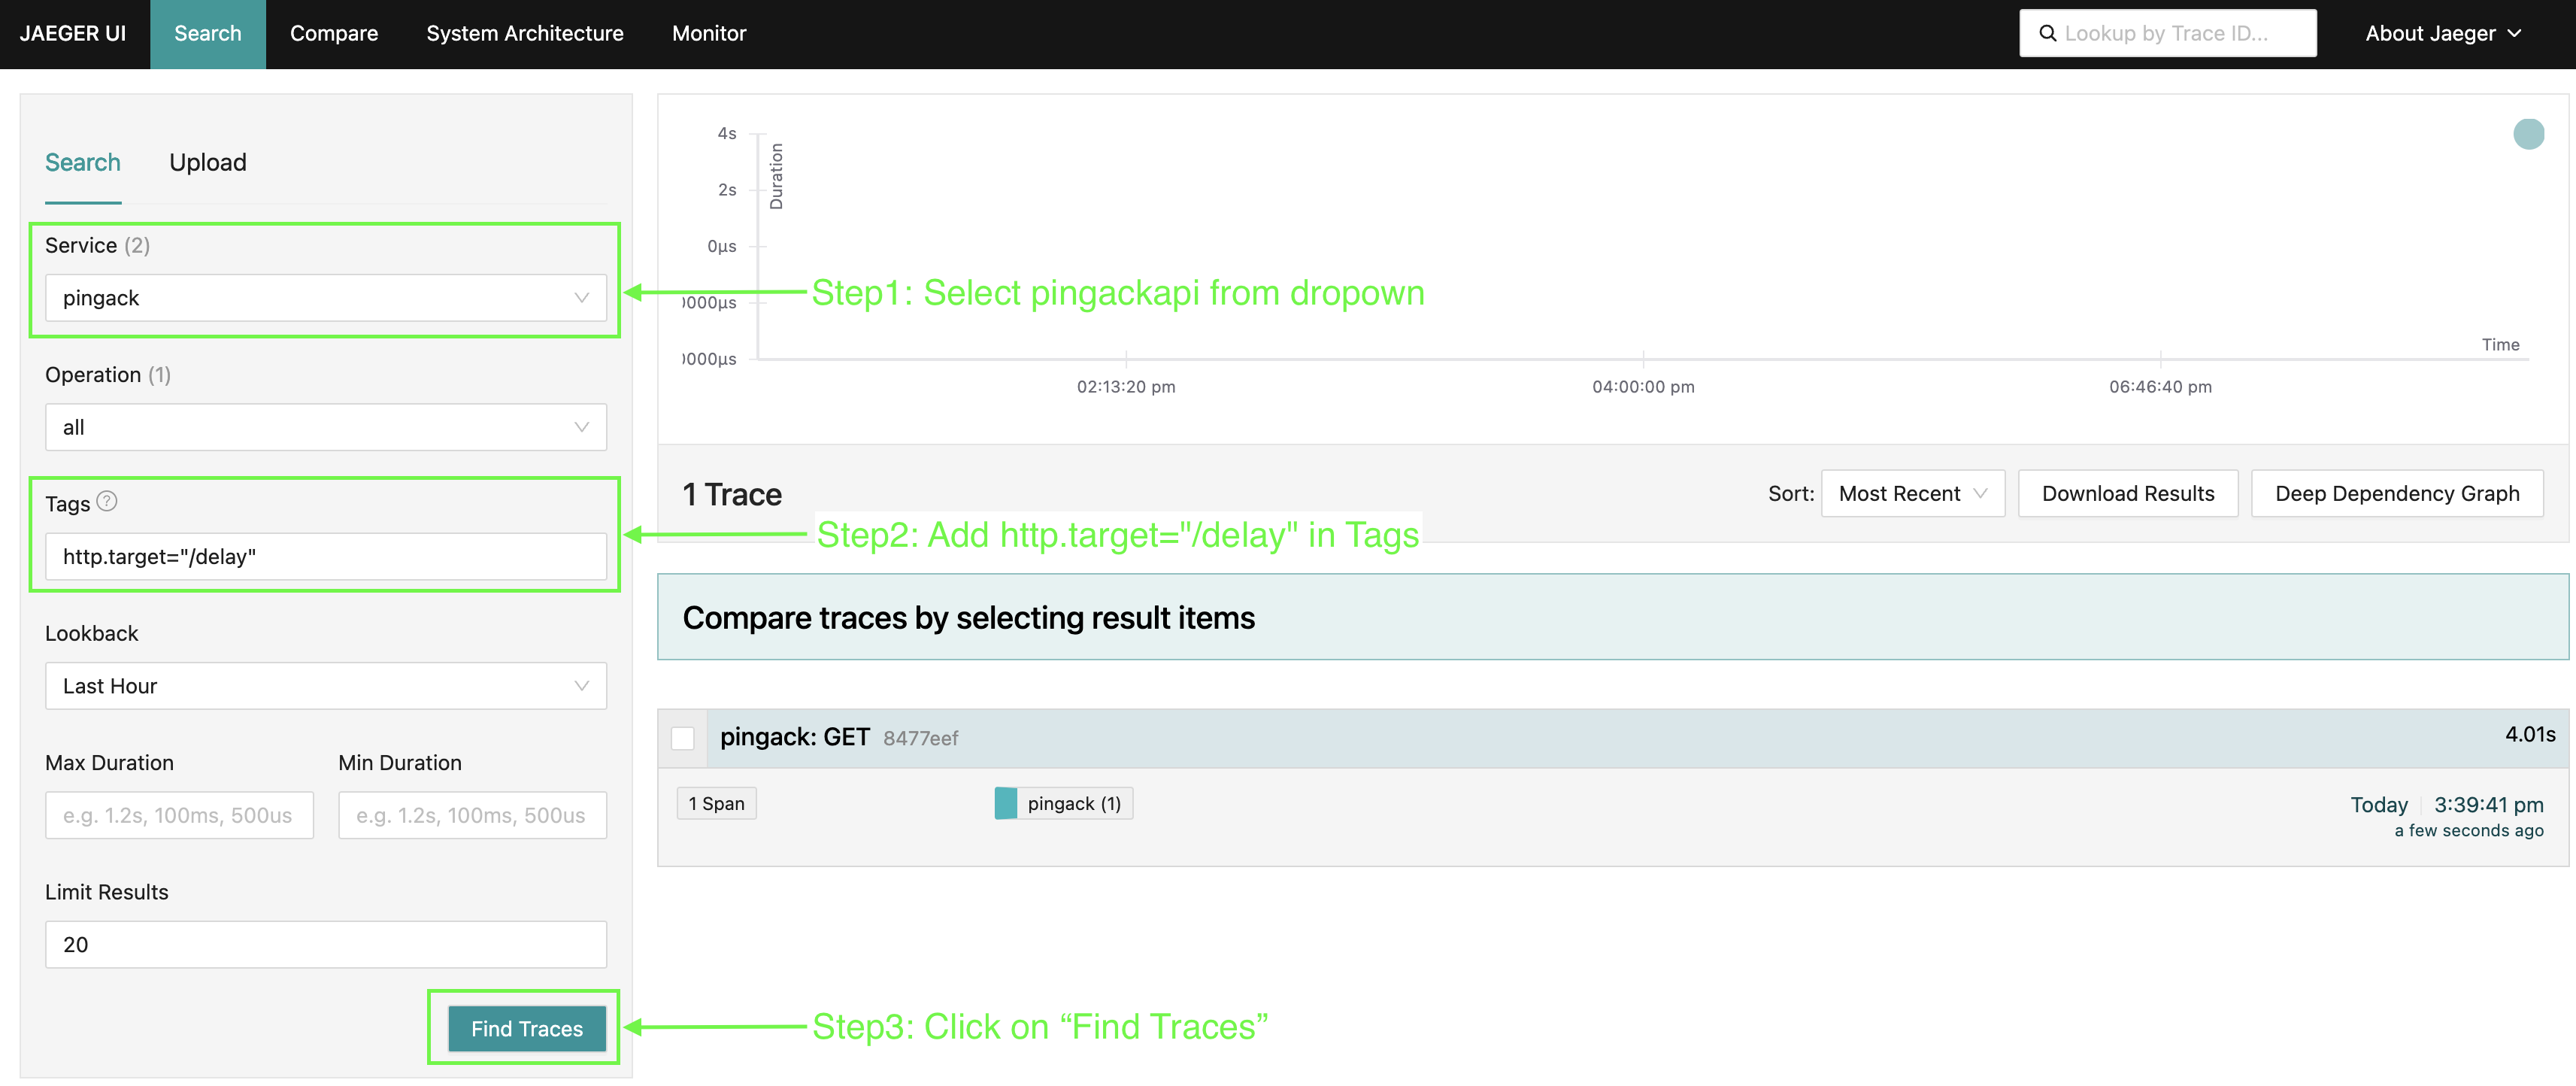 JAEGER UI Search Compare System Architecture Monitor Lookup by Trace ID... About Jaeger
Search Upload
Service (2)
pingack
Operation (1)
all
Tags ?
http.target="/delay"
Lookback
Last Hour
Max Duration Min Duration
e.g. 1.2s, 100ms, 500us e.g. 1.2s, 100ms, 500us
Limit Results
20
Find Traces
4s
2s
0μs
0000μs
0000μs
Duration
Time
02:13:20 pm 04:00:00 pm 06:46:40 pm
Step1: Select pingackapi from dropown
1 Trace Sort: Most Recent Download Results Deep Dependency Graph
Step2: Add http.target="/delay" in Tags
Compare traces by selecting result items
pingack: GET 8477eef 4.01s
1 Span pingack (1) Today 3:39:41 pm
a few seconds ago
Step3: Click on “Find Traces”